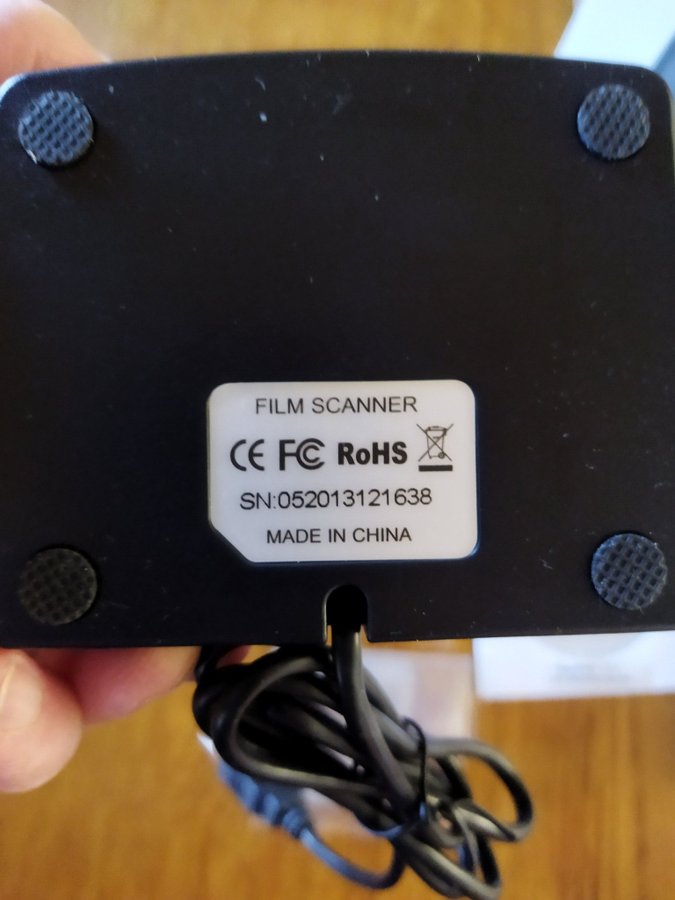 FILM SCANNER
CE FC RoHS
SN:052013121638
MADE IN CHINA